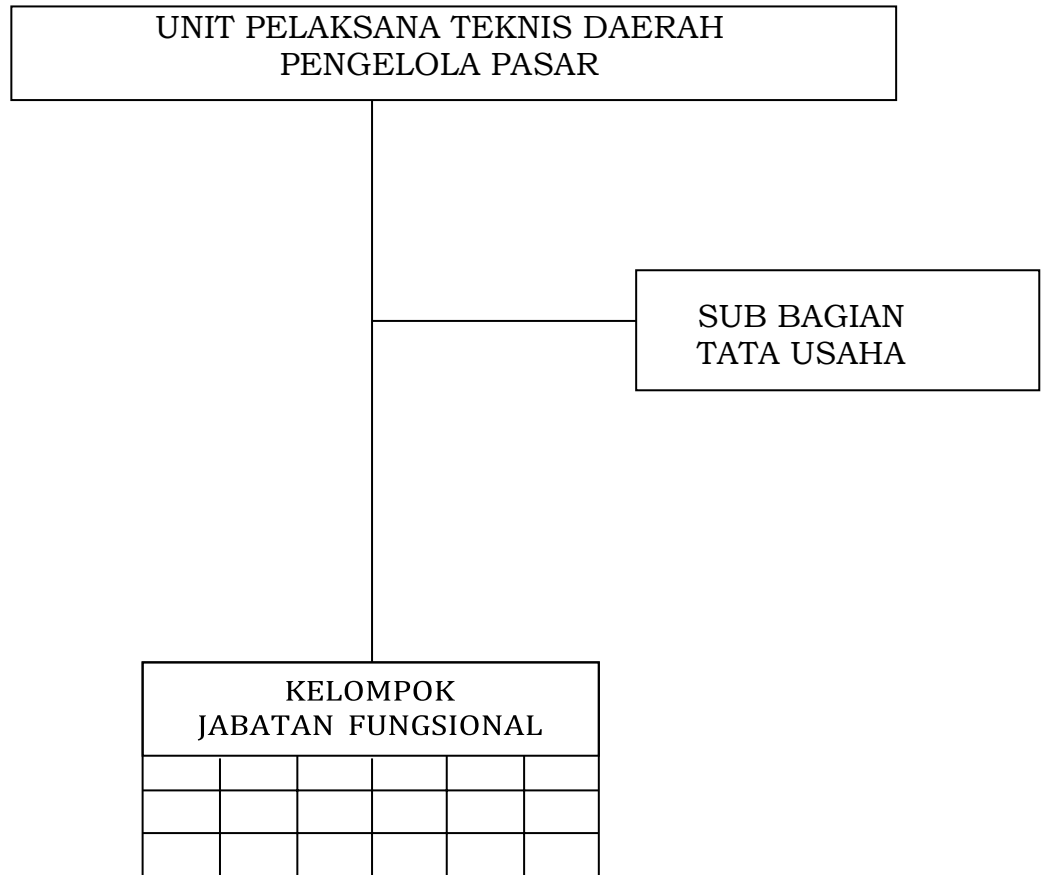 UNIT PELAKSANA TEKNIS DAERAH
PENGELOLA PASAR
SUB BAGIAN
TATA USAHA
KELOMPOK
JABATAN FUNGSIONAL